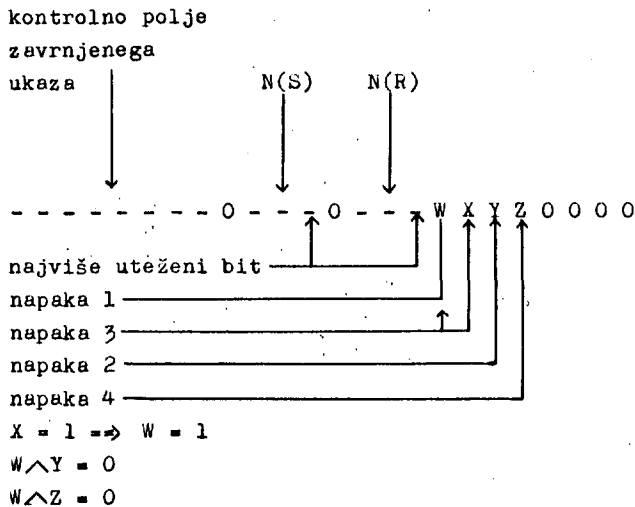 kontrolno polje
zavrnjenega
ukaza N(S) N(R)
- - - - - - - - 0 - - - 0 - - - W X Y Z 0 0 0 0
najviše uteženi bit
napaka 1
napaka 3
napaka 2
napaka 4
X = 1 => W = 1
W∧Y = 0
W∧Z = 0